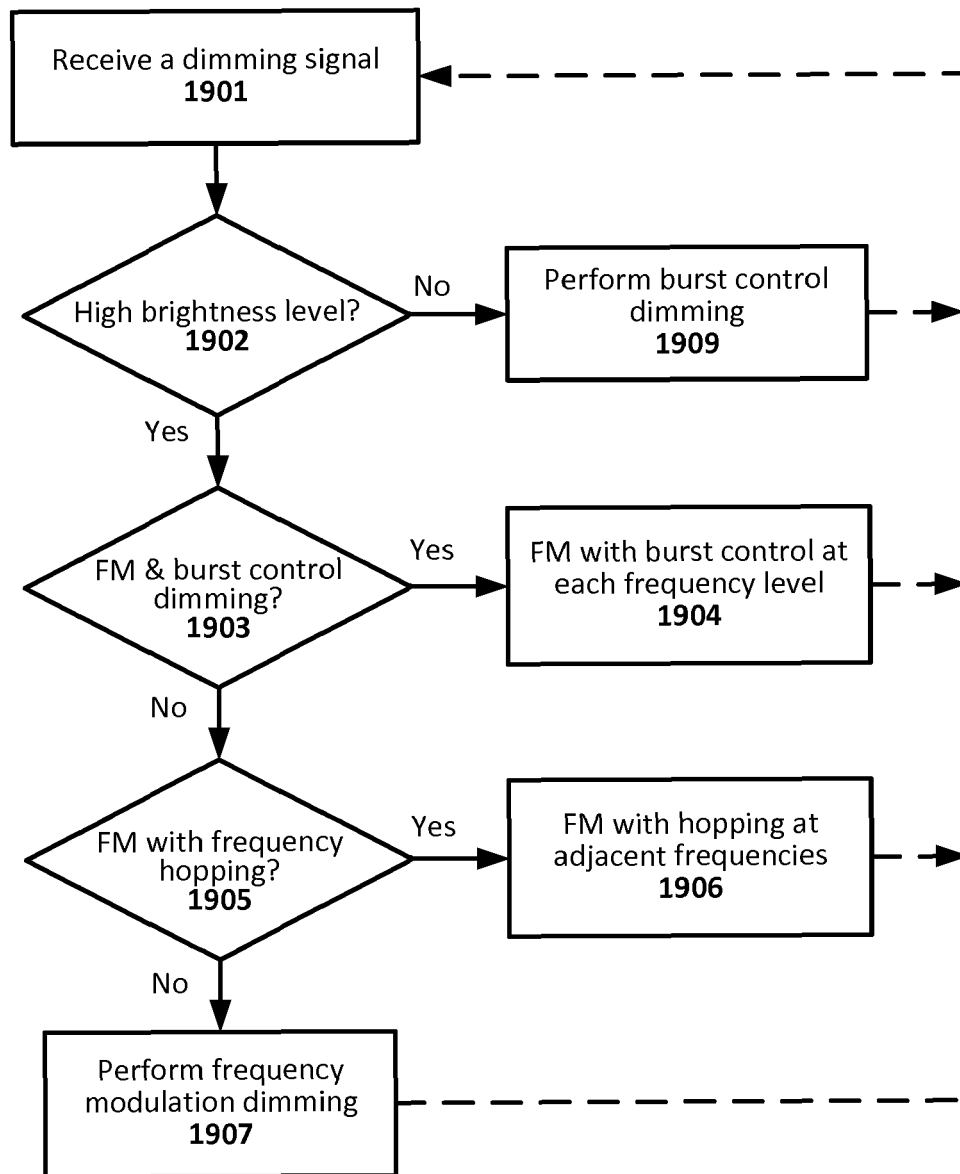 Receive a dimming signal
1901
High brightness level?
1902
No
Perform burst control
dimming
1909
Yes
FM & burst control
dimming?
1903
Yes
FM with burst control at
each frequency level
1904
No
FM with frequency
hopping?
1905
Yes
FM with hopping at
adjacent frequencies
1906
No
Perform frequency
modulation dimming
1907